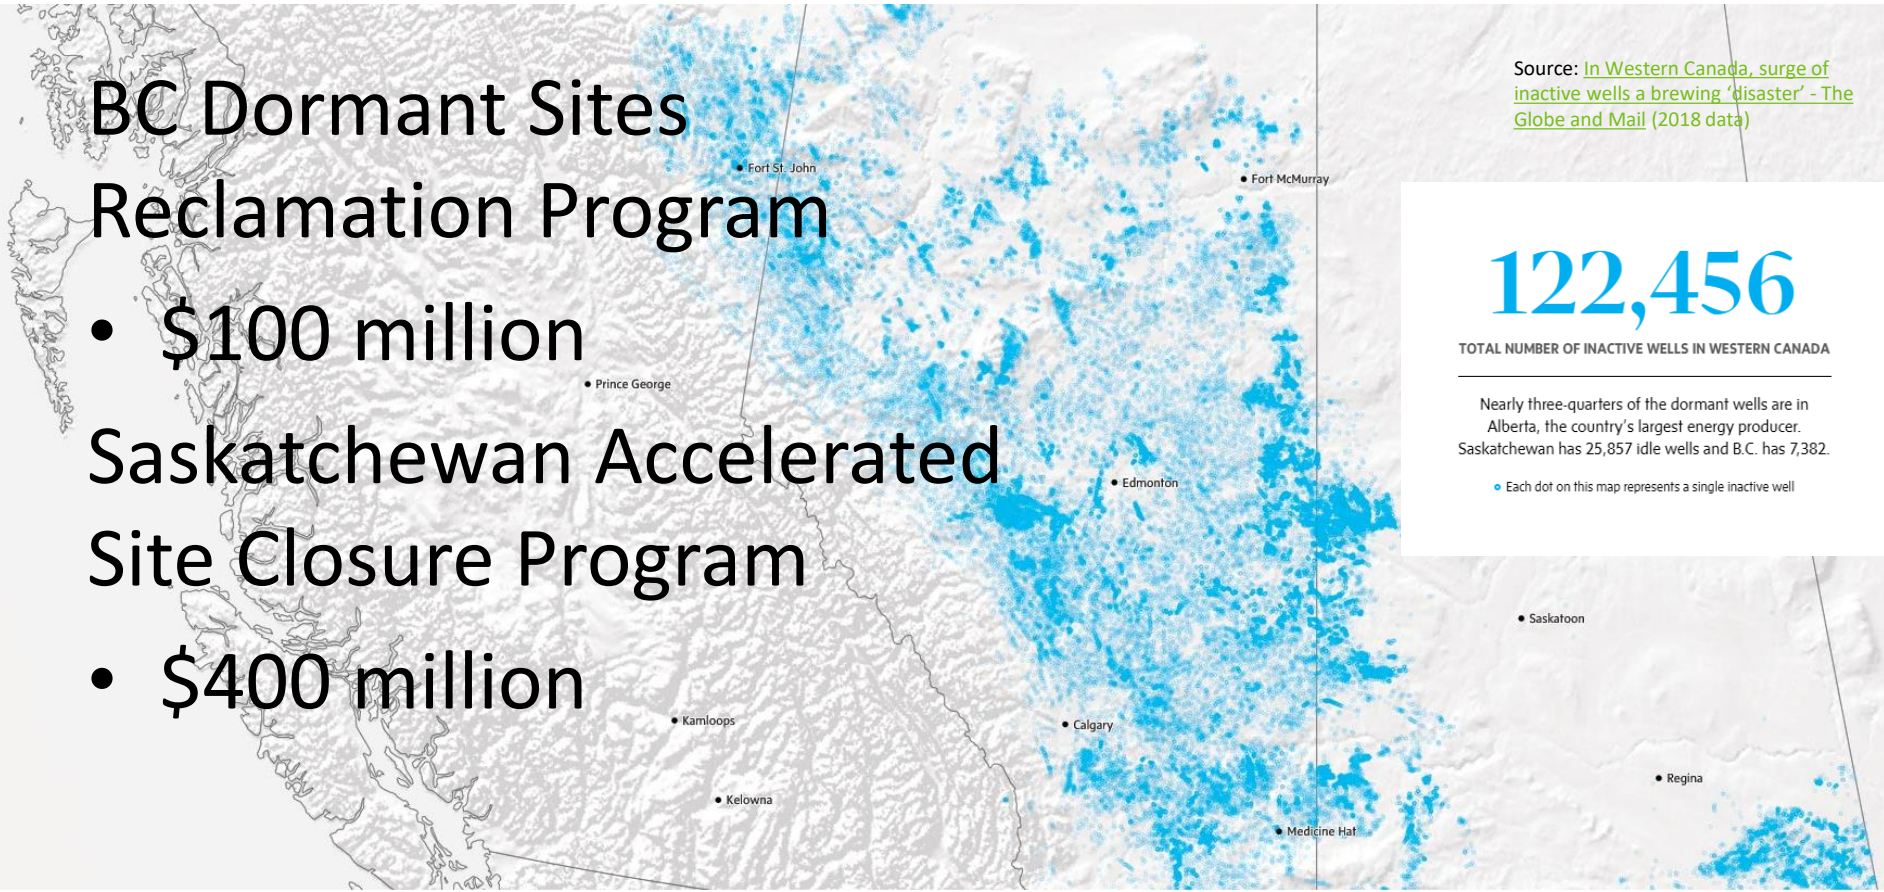 BC Dormant Sites
Reclamation Program
• $100 million
Saskatchewan Accelerated
Site Closure Program
• $400 million
Source: In Western Canada, surge of
inactive wells a brewing ‘disaster’ - The
Globe and Mail (2018 data)
122,456
TOTAL NUMBER OF INACTIVE WELLS IN WESTERN CANADA
Nearly three-quarters of the dormant wells are in
Alberta, the country’s largest energy producer.
Saskatchewan has 25,857 idle wells and B.C. has 7,382.
Each dot on this map represents a single inactive well
Fort St. John
Fort McMurray
Prince George
Edmonton
Saskatoon
Kamloops
Calgary
Regina
Kelowna
Medicine Hat